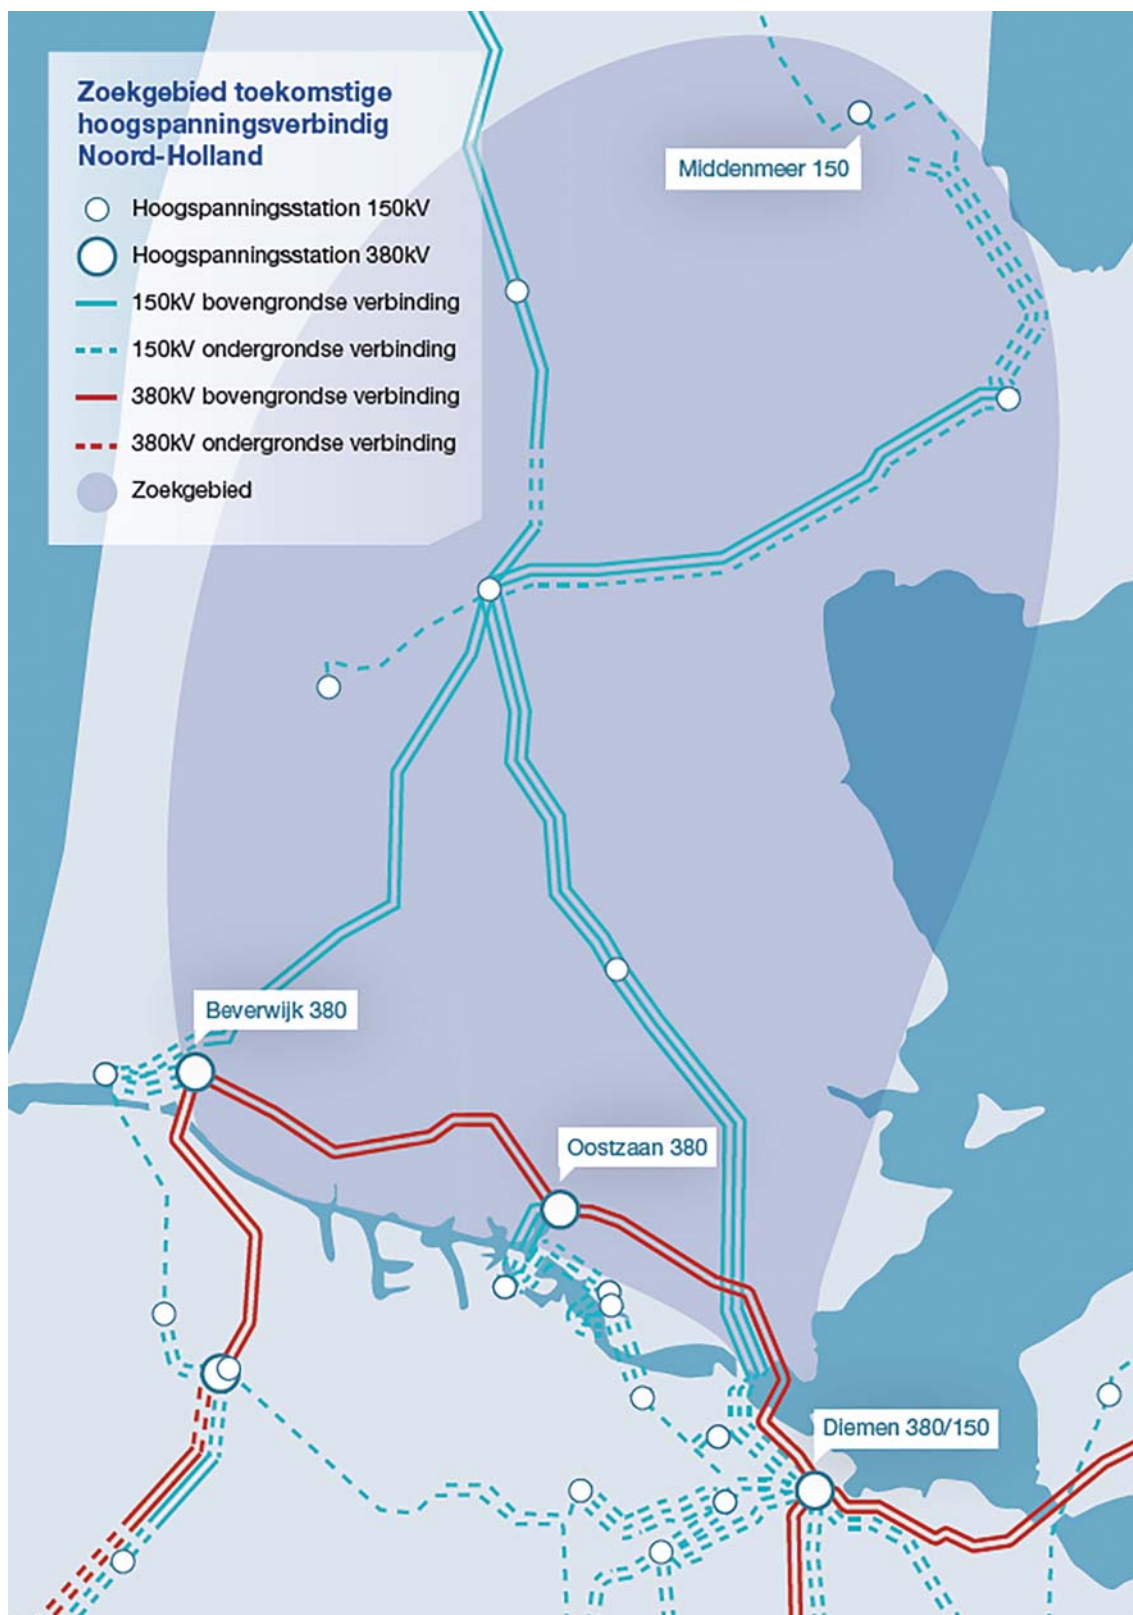 Zoekgebied toekomstige
hoogspanningsverbindig
Noord-Holland
Hoogspanningsstation 150kV
Hoogspanningsstation 380kV
150kV bovengrondse verbinding
150kV ondergrondse verbinding
380kV bovengrondse verbinding
380kV ondergrondse verbinding
Zoekgebied
Middenmeer 150
Beverwijk 380
Oostzaan 380
Diemen 380/150